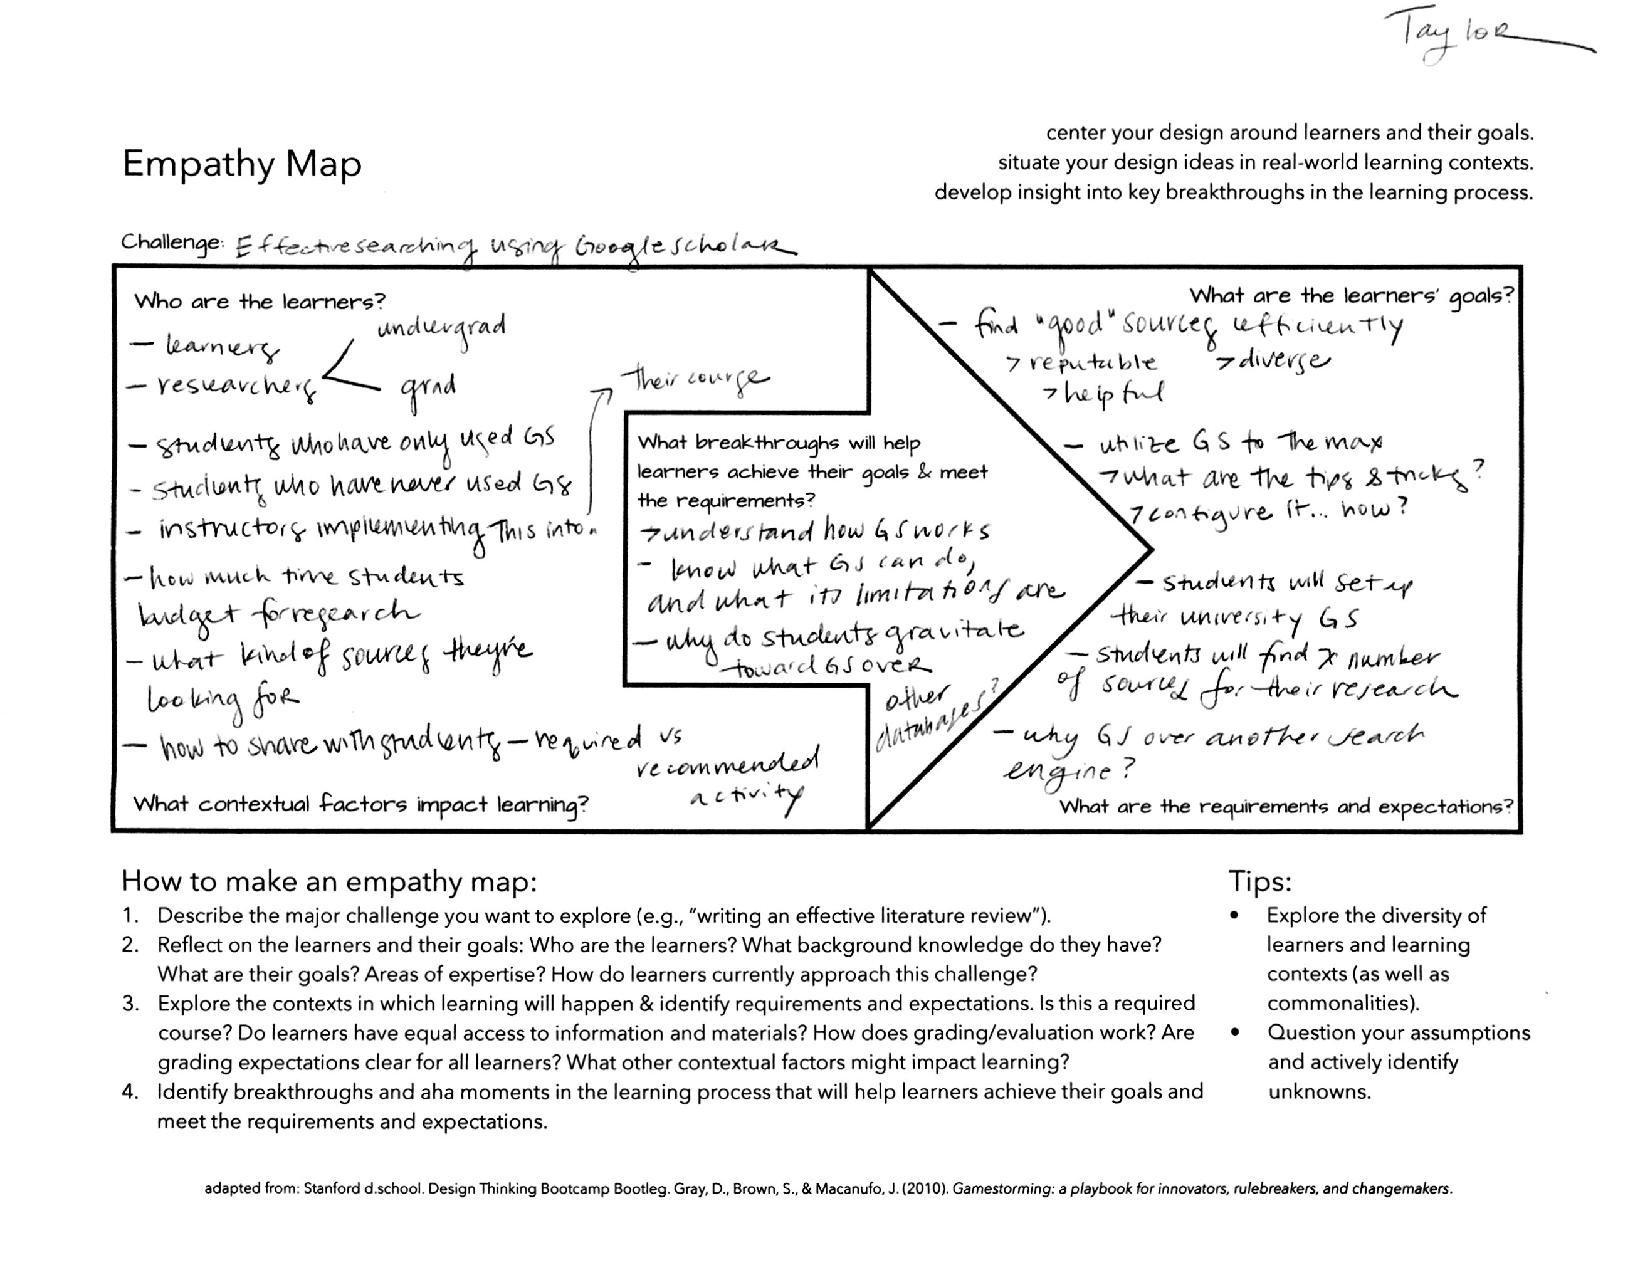 Taylor
center your design around learners and their goals.
situate your design ideas in real-world learning contexts.
develop insight into key breakthroughs in the learning process.
Empathy Map
Challenge: Effective searching using Google Scholar
Who are the learners?
– learners
– researchers
undergrad
grad
– students who have only used GS
– students who have never used GS
– instructors implementing this into
their course
– how much time students
budget for research
– what kind of sources they're
looking for
– how to share with students – required vs
recommended
activity
What contextual factors impact learning?
What breakthroughs will help
learners achieve their goals & meet
the requirements?
→ understand how GS works
- know what GS can do,
and what its limitations are
– why do students gravitate
toward GS over
other
databases?
What are the learners' goals?
– find "good" sources efficiently
> reputable > diverse
> helpful
– utilize GS to the max
> what are the tips & tricks?
> configure it... how?
– students will set up
their university GS
– students will find x number
of sources for their research
– why GS over another search
engine?
What are the requirements and expectations?
How to make an empathy map:
1. Describe the major challenge you want to explore (e.g., "writing an effective literature review").
2. Reflect on the learners and their goals: Who are the learners? What background knowledge do they have?
What are their goals? Areas of expertise? How do learners currently approach this challenge?
3. Explore the contexts in which learning will happen & identify requirements and expectations. Is this a required
course? Do learners have equal access to information and materials? How does grading/evaluation work? Are
grading expectations clear for all learners? What other contextual factors might impact learning?
4. Identify breakthroughs and aha moments in the learning process that will help learners achieve their goals and
meet the requirements and expectations.
Tips:
• Explore the diversity of
learners and learning
contexts (as well as
commonalities).
• Question your assumptions
and actively identify
unknowns.
adapted from: Stanford d.school. Design Thinking Bootcamp Bootleg. Gray, D., Brown, S., & Macanufo, J. (2010). Gamestorming: a playbook for innovators, rulebreakers, and changemakers.